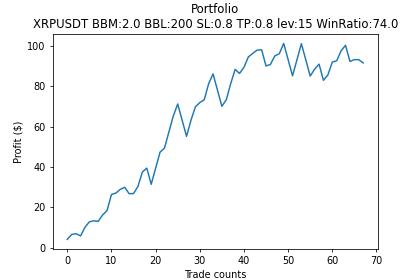 Portfolio
XRPUSDT BBM:2.0 BBL:200 SL:0.8 TP:0.8 lev:15 WinRatio:74.0
100
80
60
40
20
0
Profit ($)
0 10 20 30 40 50 60 70
Trade counts